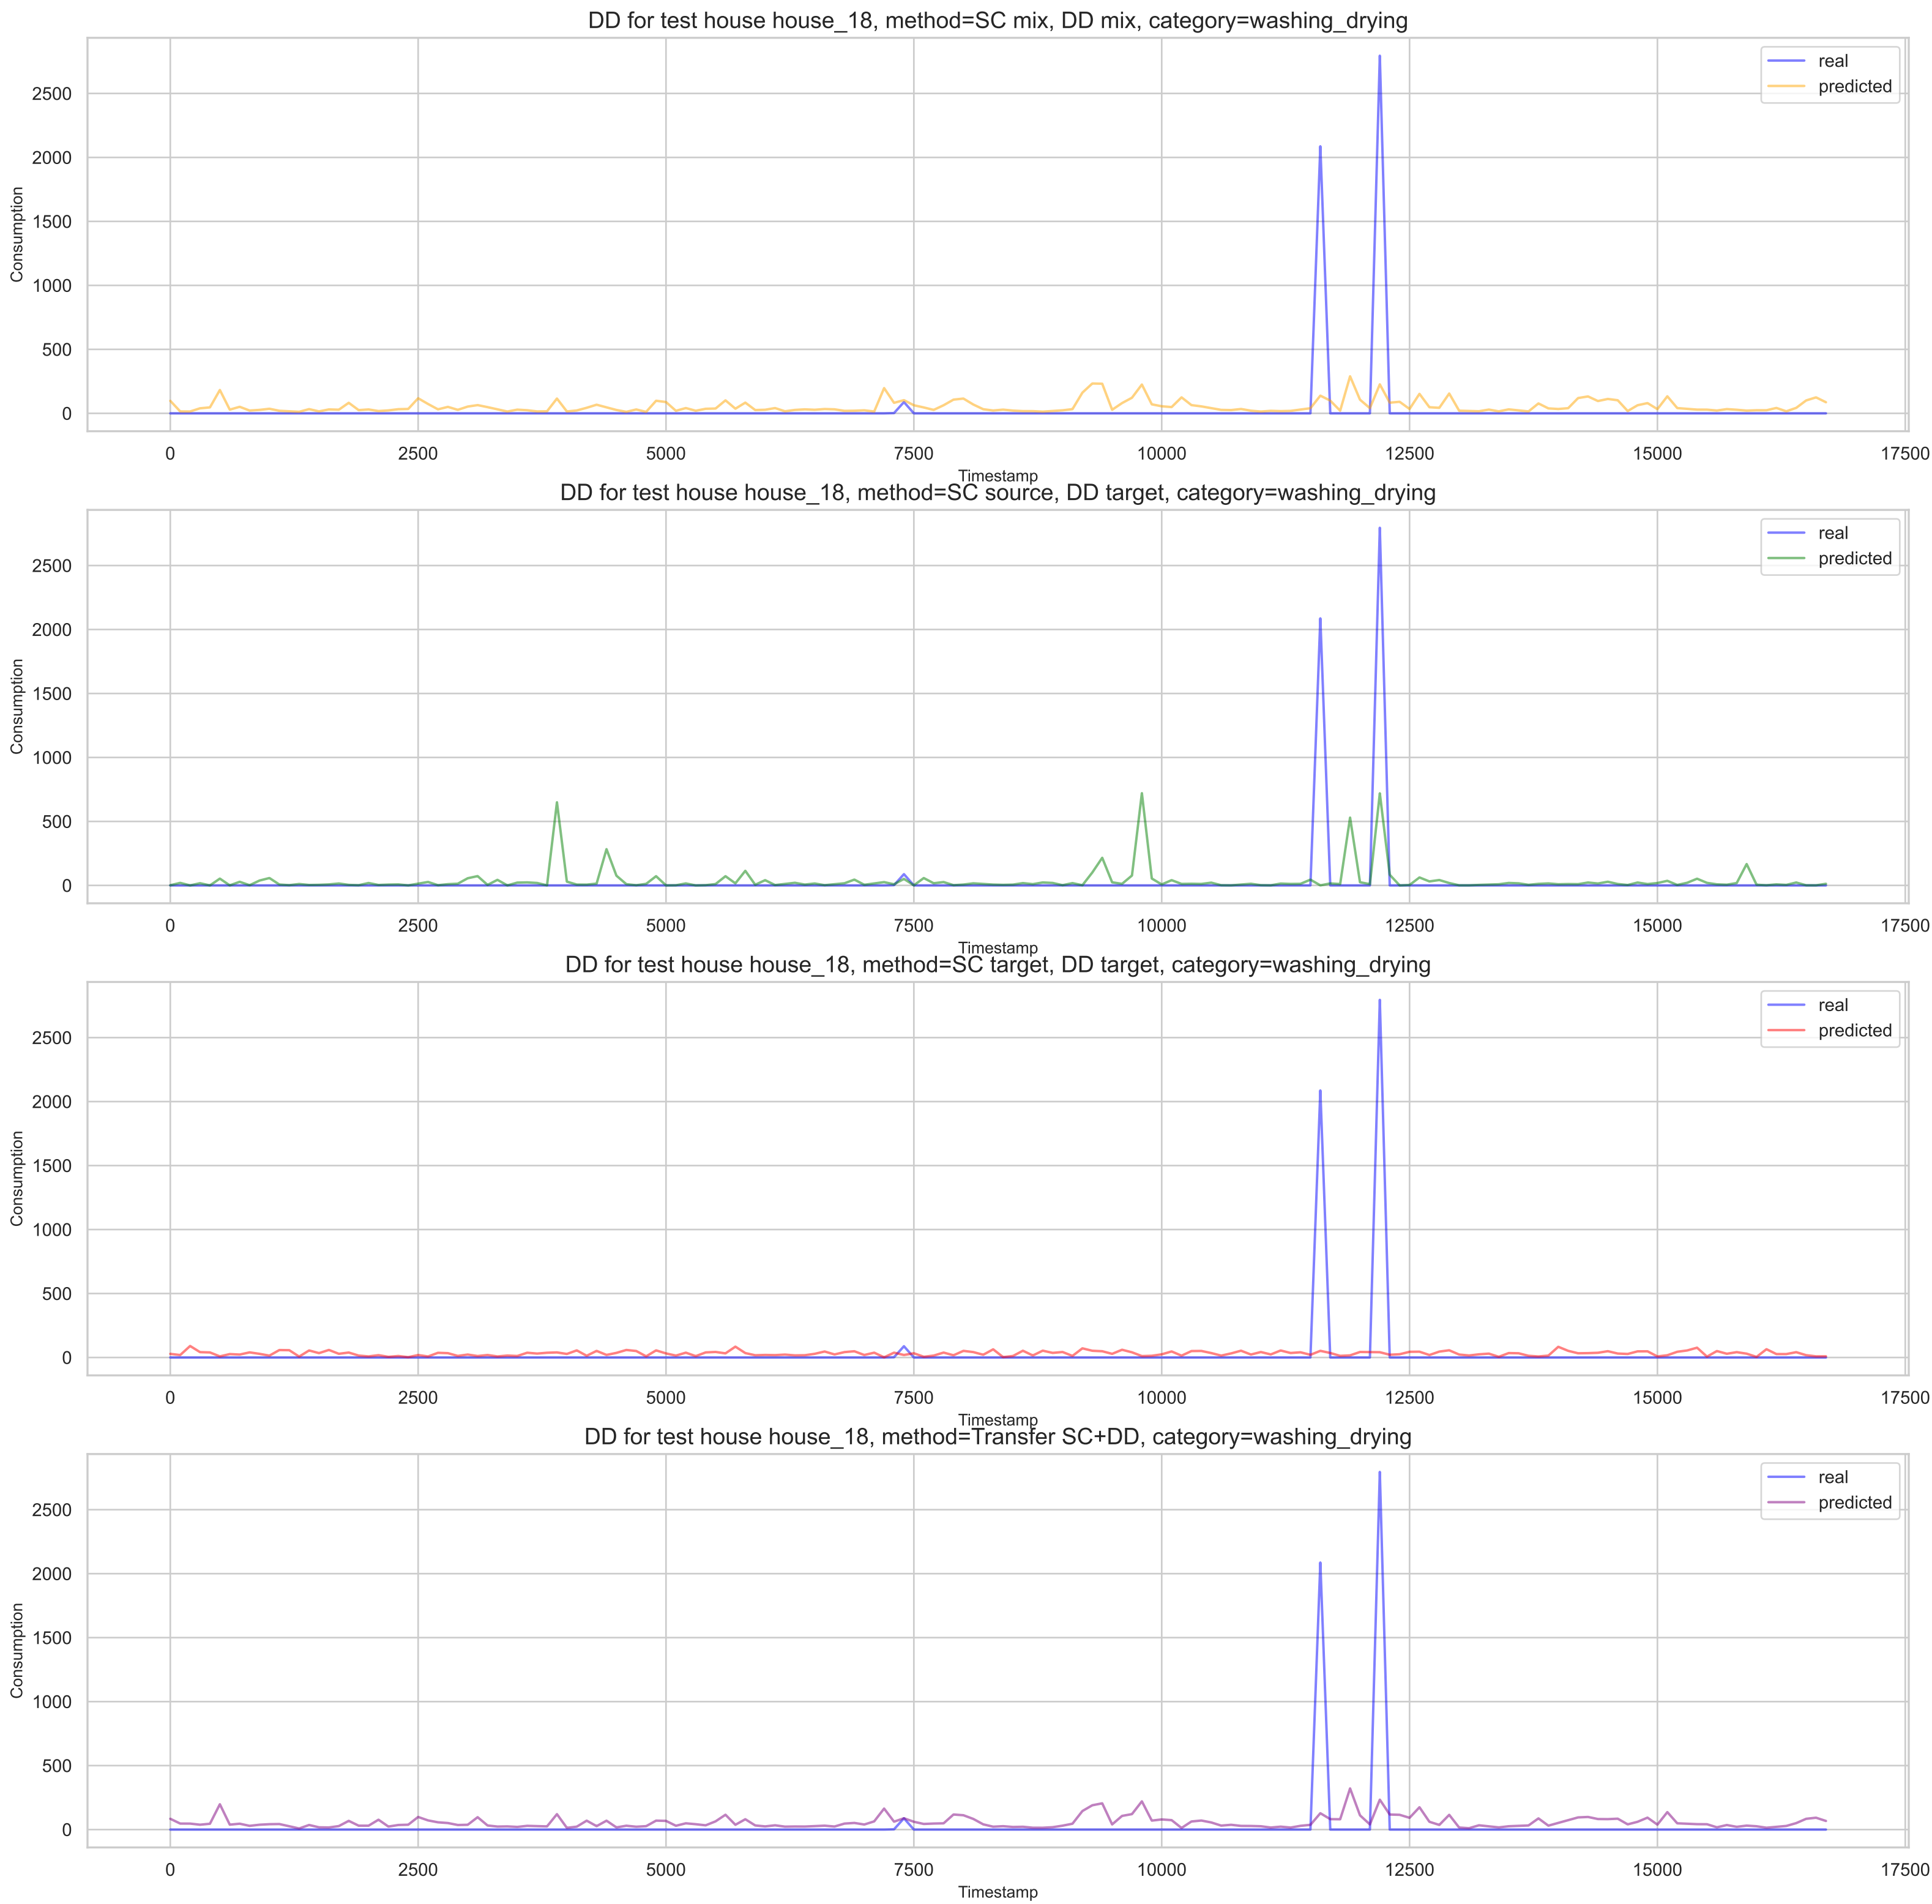 DD for test house house_18, method=SC mix, DD mix, category=washing_drying
real
predicted
2500
2000
1500
1000
500
0
Consumption
0 2500 5000 7500 10000 12500 15000 17500
Timestamp
DD for test house house_18, method=SC source, DD target, category=washing_drying
real
predicted
2500
2000
1500
1000
500
0
Consumption
0 2500 5000 7500 10000 12500 15000 17500
Timestamp
DD for test house house_18, method=SC target, DD target, category=washing_drying
real
predicted
2500
2000
1500
1000
500
0
Consumption
0 2500 5000 7500 10000 12500 15000 17500
Timestamp
DD for test house house_18, method=Transfer SC+DD, category=washing_drying
real
predicted
2500
2000
1500
1000
500
0
Consumption
0 2500 5000 7500 10000 12500 15000 17500
Timestamp